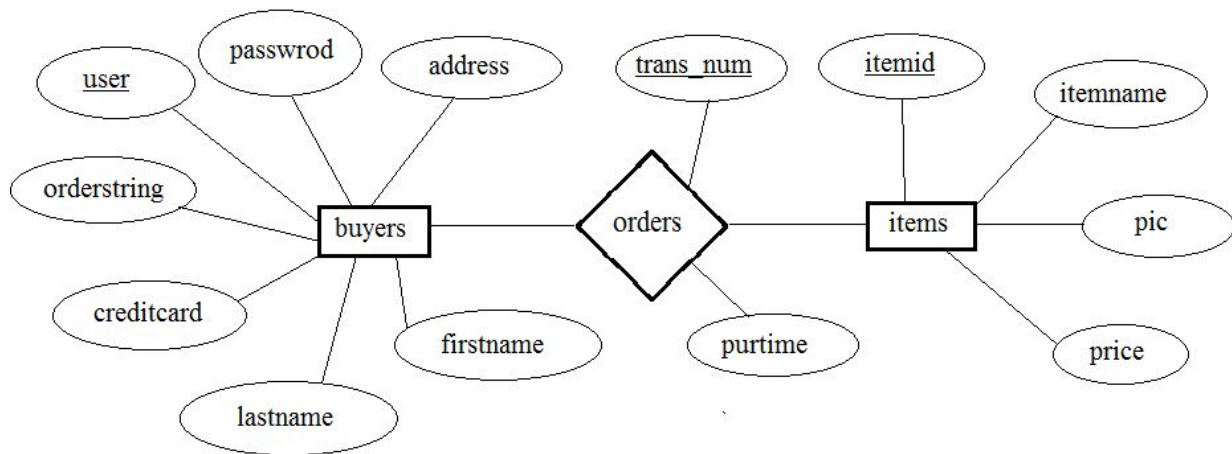 passwrod
address
user
trans_num
itemid
itemname
orderstring
buyers
orders
items
pic
creditcard
firstname
purtime
price
lastname